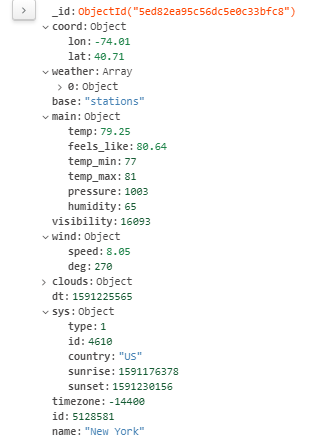 _id: ObjectId("5ed82ea95c56dc5e0c33bfc8")
coord: Object
lon: -74.01
lat: 40.71
weather: Array
0: Object
base: "stations"
main: Object
temp: 79.25
feels_like: 80.64
temp_min: 77
temp_max: 81
pressure: 1003
humidity: 65
visibility: 16093
wind: Object
speed: 8.05
deg: 270
clouds: Object
dt: 1591225565
sys: Object
type: 1
id: 4610
country: "US"
sunrise: 1591176378
sunset: 1591230156
timezone: -14400
id: 5128581
name: "New York"